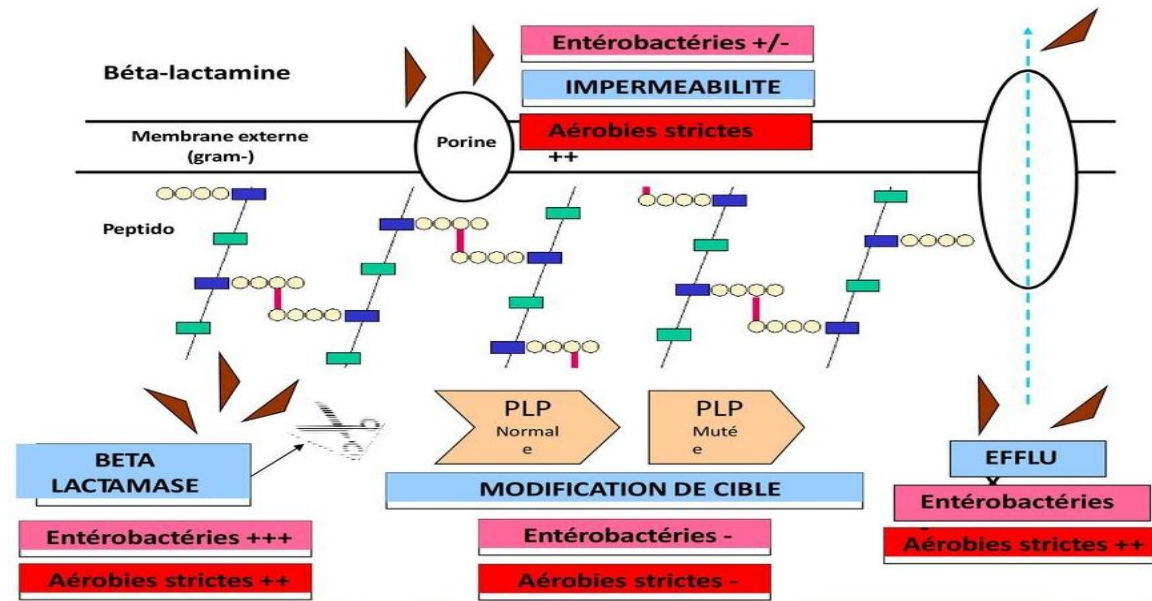 Entérobactéries +/-
Béta-lactamine
IMPERMEABILITE
Membrane externe
(gram-)
Porine
Aérobies strictes
++
Peptido
PLP
Normal
e
PLP
Muté
e
BETA
LACTAMASE
MODIFICATION DE CIBLE
EFFLU
X
Entérobactéries +++
Aérobies strictes ++
Entérobactéries -
Aérobies strictes -
Entérobactéries
Aérobies strictes ++